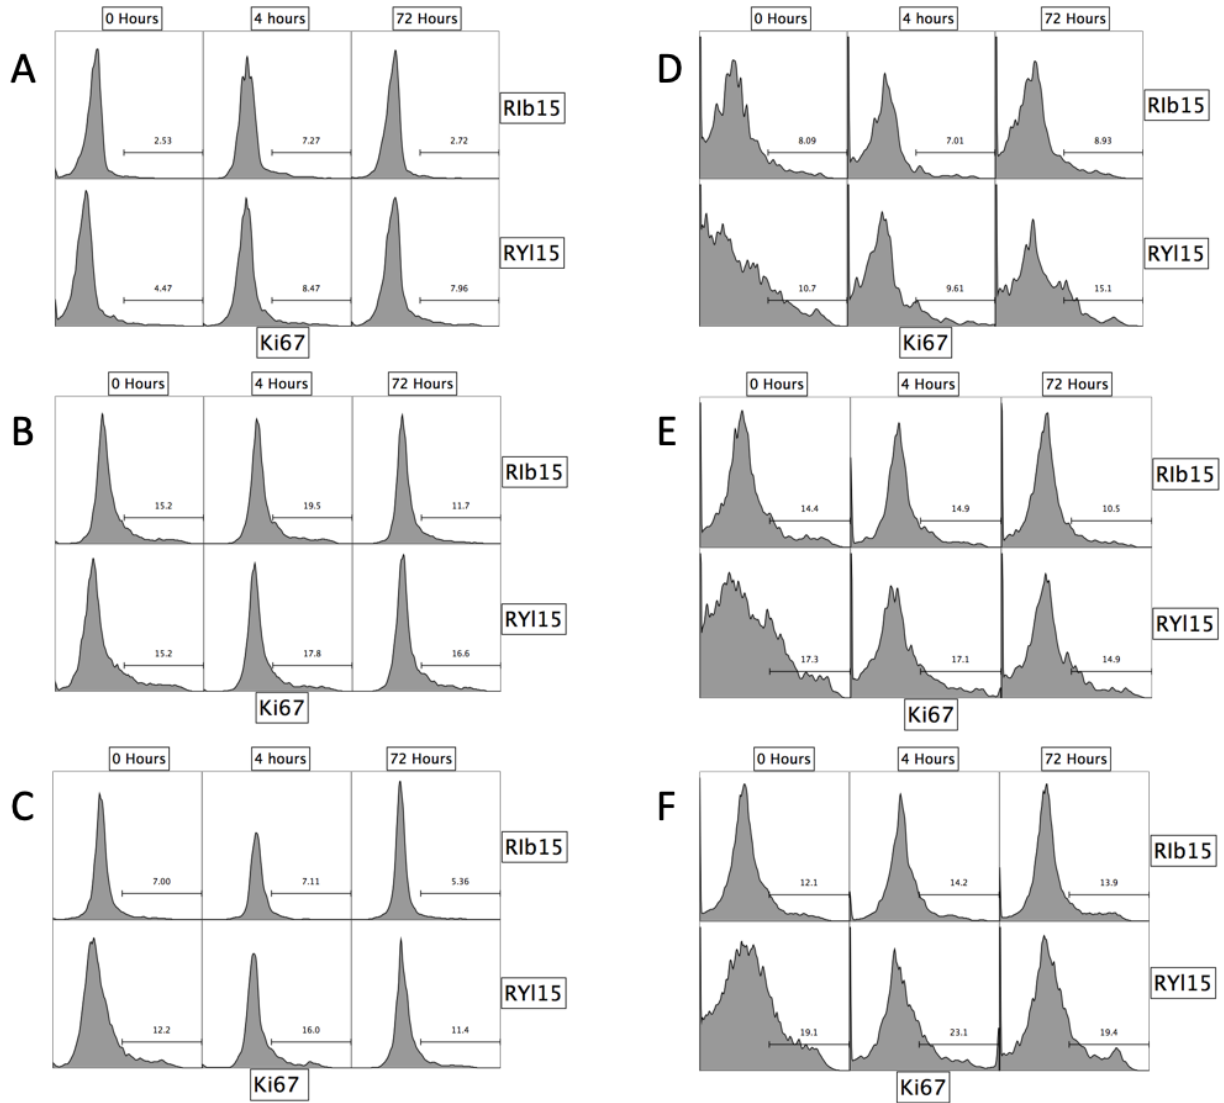 A
0 Hours 4 hours 72 Hours
2.53 7.27 2.72
RIb15
4.47 8.47 7.96
RYl15
Ki67
B
0 Hours 4 Hours 72 Hours
15.2 19.5 11.7
RIb15
15.2 17.8 16.6
RYl15
Ki67
C
0 Hours 4 hours 72 Hours
7.00 7.11 5.36
RIb15
12.2 16.0 11.4
RYl15
Ki67
D
0 Hours 4 hours 72 Hours
8.09 7.01 8.93
RIb15
10.7 9.61 15.1
RYl15
Ki67
E
0 Hours 4 Hours 72 Hours
14.4 14.9 10.5
RIb15
17.3 17.1 14.9
RYl15
Ki67
F
0 Hours 4 Hours 72 Hours
12.1 14.2 13.9
RIb15
19.1 23.1 19.4
RYl15
Ki67